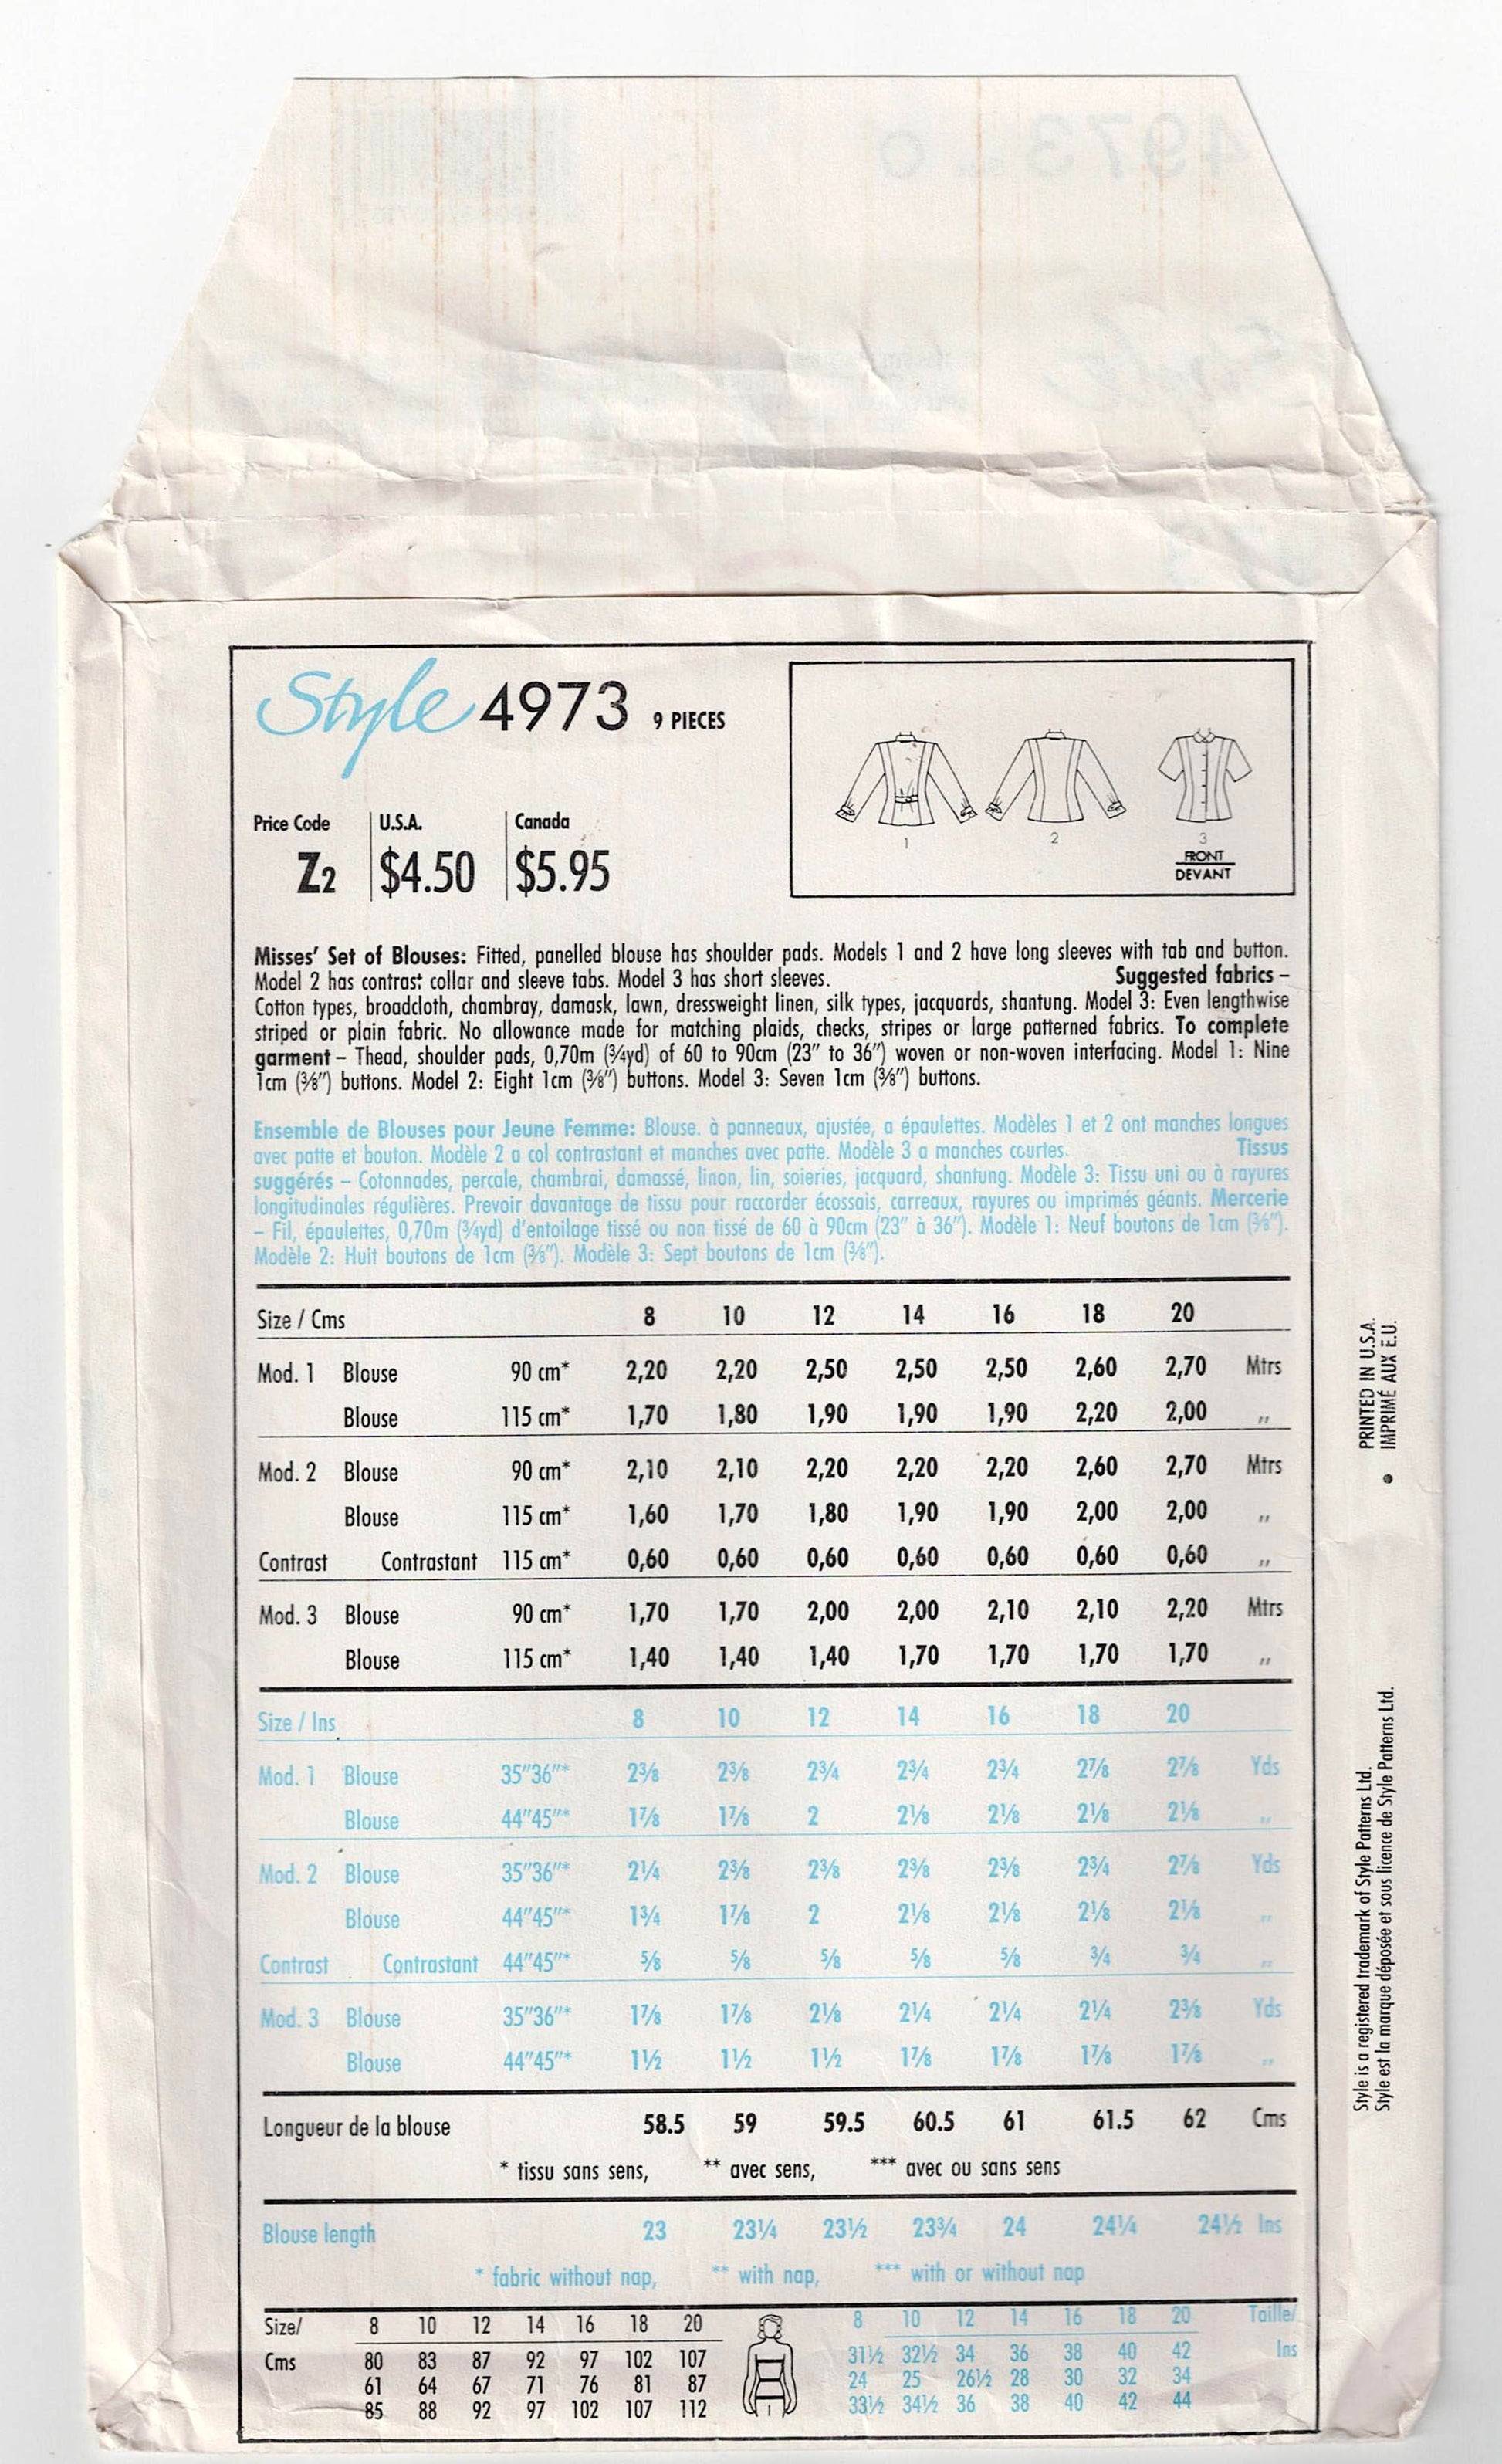 Style 4973 9 PIECES
Price Code U.S.A. Canada
Z2 $4.50 $5.95
1 2 3
FRONT
DEVANT
Misses' Set of Blouses: Fitted, panelled blouse has shoulder pads. Models 1 and 2 have long sleeves with tab and button.
Model 2 has contrast collar and sleeve tabs. Model 3 has short sleeves. Suggested fabrics –
Cotton types, broadcloth, chambray, damask, lawn, dressweight linen, silk types, jacquards, shantung. Model 3: Even lengthwise
striped or plain fabric. No allowance made for matching plaids, checks, stripes or large patterned fabrics. To complete
garment – Thead, shoulder pads, 0,70m (¾yd) of 60 to 90cm (23" to 36") woven or non-woven interfacing. Model 1: Nine
1cm (⅜") buttons. Model 2: Eight 1cm (⅜") buttons. Model 3: Seven 1cm (⅜") buttons.
Ensemble de Blouses pour Jeune Femme: Blouse. à panneaux, ajustée, a épaulettes. Modèles 1 et 2 ont manches longues
avec patte et bouton. Modèle 2 a col contrastant et manches avec patte. Modèle 3 a manches courtes. Tissus
suggérés – Cotonnades, percale, chambrai, damassé, linon, lin, soieries, jacquard, shantung. Modèle 3: Tissu uni ou à rayures
longitudinales régulières. Prevoir davantage de tissu pour raccorder écossais, carreaux, rayures ou imprimés géants. Mercerie
– Fil, épaulettes, 0,70m (¾yd) d'entoilage tissé ou non tissé de 60 à 90cm (23" à 36"). Modèle 1: Neuf boutons de 1cm (⅜").
Modèle 2: Huit boutons de 1cm (⅜"). Modèle 3: Sept boutons de 1cm (⅜").
Size / Cms 8 10 12 14 16 18 20
Mod. 1 Blouse 90 cm* 2,20 2,20 2,50 2,50 2,50 2,60 2,70 Mtrs
Blouse 115 cm* 1,70 1,80 1,90 1,90 1,90 2,20 2,00 ,,
Mod. 2 Blouse 90 cm* 2,10 2,10 2,20 2,20 2,20 2,60 2,70 Mtrs
Blouse 115 cm* 1,60 1,70 1,80 1,90 1,90 2,00 2,00 ,,
Contrast Contrastant 115 cm* 0,60 0,60 0,60 0,60 0,60 0,60 0,60 ,,
Mod. 3 Blouse 90 cm* 1,70 1,70 2,00 2,00 2,10 2,10 2,20 Mtrs
Blouse 115 cm* 1,40 1,40 1,40 1,70 1,70 1,70 1,70 ,,
Size / Ins 8 10 12 14 16 18 20
Mod. 1 Blouse 35"36"* 2⅜ 2⅜ 2¾ 2¾ 2¾ 2⅞ 2⅞ Yds
Blouse 44"45"* 1⅞ 1⅞ 2 2⅛ 2⅛ 2⅛ 2⅛ ,,
Mod. 2 Blouse 35"36"* 2¼ 2⅜ 2⅜ 2⅜ 2⅜ 2¾ 2⅞ Yds
Blouse 44"45"* 1¾ 1⅞ 2 2⅛ 2⅛ 2⅛ 2⅛ ,,
Contrast Contrastant 44"45"* ⅝ ⅝ ⅝ ⅝ ⅝ ¾ ¾ ,,
Mod. 3 Blouse 35"36"* 1⅞ 1⅞ 2⅛ 2¼ 2¼ 2¼ 2⅜ Yds
Blouse 44"45"* 1½ 1½ 1½ 1⅞ 1⅞ 1⅞ 1⅞ ,,
Longueur de la blouse 58.5 59 59.5 60.5 61 61.5 62 Cms
* tissu sans sens, ** avec sens, *** avec ou sans sens
Blouse length 23 23¼ 23½ 23¾ 24 24¼ 24½ Ins
* fabric without nap, ** with nap, *** with or without nap
Size/ 8 10 12 14 16 18 20 8 10 12 14 16 18 20 Taille/
Cms 80 83 87 92 97 102 107 31½ 32½ 34 36 38 40 42 Ins
61 64 67 71 76 81 87 24 25 26½ 28 30 32 34
85 88 92 97 102 107 112 33½ 34½ 36 38 40 42 44
PRINTED IN U.S.A.
• IMPRIMÉ AUX E.U.
Style is a registered trademark of Style Patterns Ltd.
Style est la marque déposée et sous licence de Style Patterns Ltd.